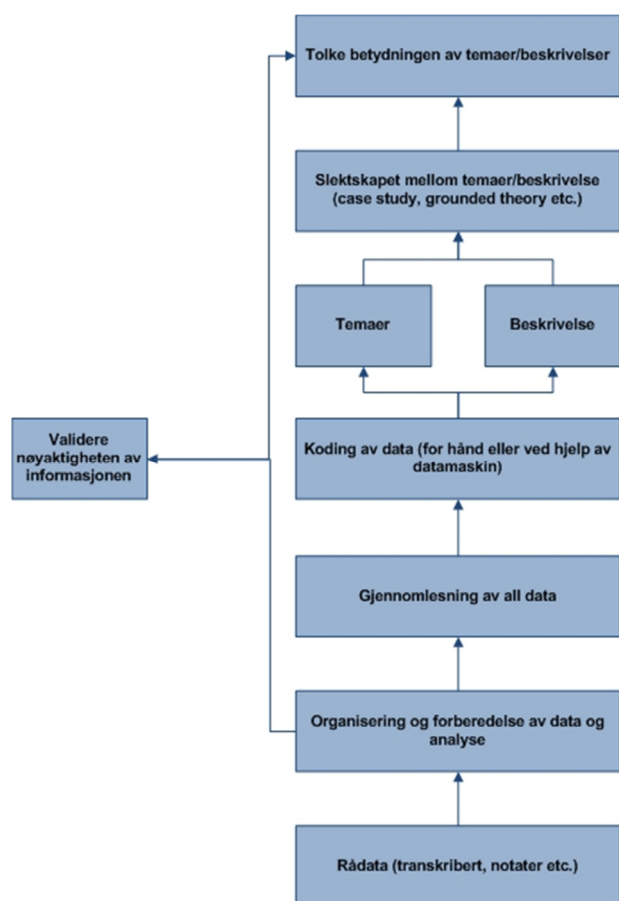 Tolke betydningen av temaer/beskrivelser
Slektskapet mellom temaer/beskrivelse
(case study, grounded theory etc.)
Temaer
Beskrivelse
Validere
nøyaktigheten av
informasjonen
Koding av data (for hånd eller ved hjelp av
datamaskin)
Gjennomlesning av all data
Organisering og forberedelse av data og
analyse
Rådata (transkribert, notater etc.)